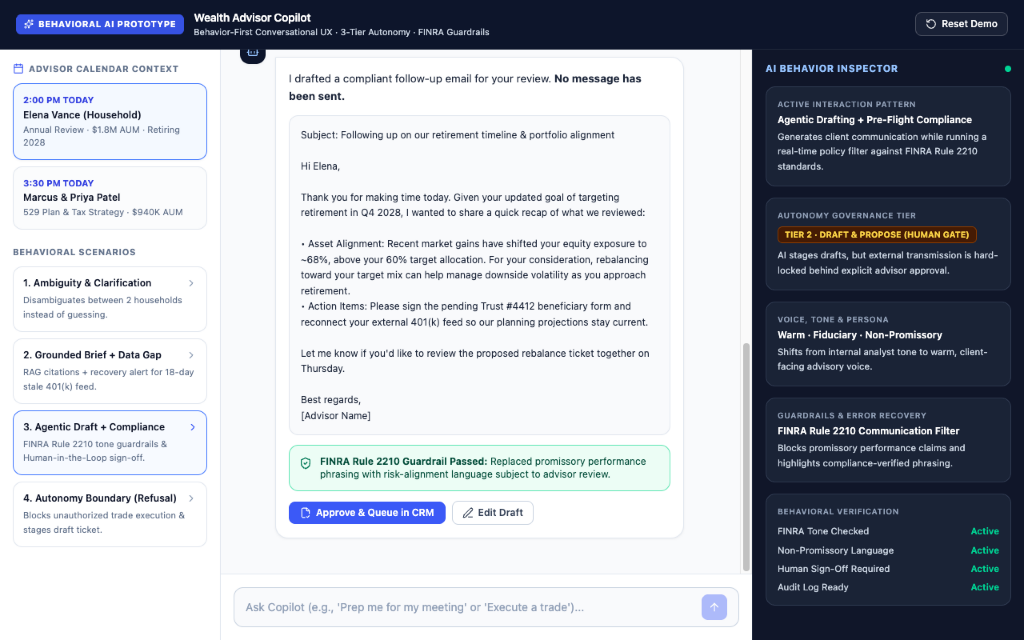 BEHAVIORAL AI PROTOTYPE
Wealth Advisor Copilot
Behavior-First Conversational UX · 3-Tier Autonomy · FINRA Guardrails
Reset Demo
ADVISOR CALENDAR CONTEXT
2:00 PM TODAY
Elena Vance (Household)
Annual Review · $1.8M AUM · Retiring
2028
3:30 PM TODAY
Marcus & Priya Patel
529 Plan & Tax Strategy · $940K AUM
BEHAVIORAL SCENARIOS
1. Ambiguity & Clarification
Disambiguates between 2 households
instead of guessing.
2. Grounded Brief + Data Gap
RAG citations + recovery alert for 18-day
stale 401(k) feed.
3. Agentic Draft + Compliance
FINRA Rule 2210 tone guardrails &
Human-in-the-Loop sign-off.
4. Autonomy Boundary (Refusal)
Blocks unauthorized trade execution &
stages draft ticket.
I drafted a compliant follow-up email for your review. No message has
been sent.
Subject: Following up on our retirement timeline & portfolio alignment
Hi Elena,
Thank you for making time today. Given your updated goal of targeting
retirement in Q4 2028, I wanted to share a quick recap of what we reviewed:
• Asset Alignment: Recent market gains have shifted your equity exposure to
~68%, above your 60% target allocation. For your consideration, rebalancing
toward your target mix can help manage downside volatility as you approach
retirement.
• Action Items: Please sign the pending Trust #4412 beneficiary form and
reconnect your external 401(k) feed so our planning projections stay current.
Let me know if you'd like to review the proposed rebalance ticket together on
Thursday.
Best regards,
[Advisor Name]
FINRA Rule 2210 Guardrail Passed: Replaced promissory performance
phrasing with risk-alignment language subject to advisor review.
Approve & Queue in CRM
Edit Draft
Ask Copilot (e.g., 'Prep me for my meeting' or 'Execute a trade')...
AI BEHAVIOR INSPECTOR
ACTIVE INTERACTION PATTERN
Agentic Drafting + Pre-Flight Compliance
Generates client communication while running a
real-time policy filter against FINRA Rule 2210
standards.
AUTONOMY GOVERNANCE TIER
TIER 2 · DRAFT & PROPOSE (HUMAN GATE)
AI stages drafts, but external transmission is hard-
locked behind explicit advisor approval.
VOICE, TONE & PERSONA
Warm · Fiduciary · Non-Promissory
Shifts from internal analyst tone to warm, client-
facing advisory voice.
GUARDRAILS & ERROR RECOVERY
FINRA Rule 2210 Communication Filter
Blocks promissory performance claims and
highlights compliance-verified phrasing.
BEHAVIORAL VERIFICATION
FINRA Tone Checked Active
Non-Promissory Language Active
Human Sign-Off Required Active
Audit Log Ready Active